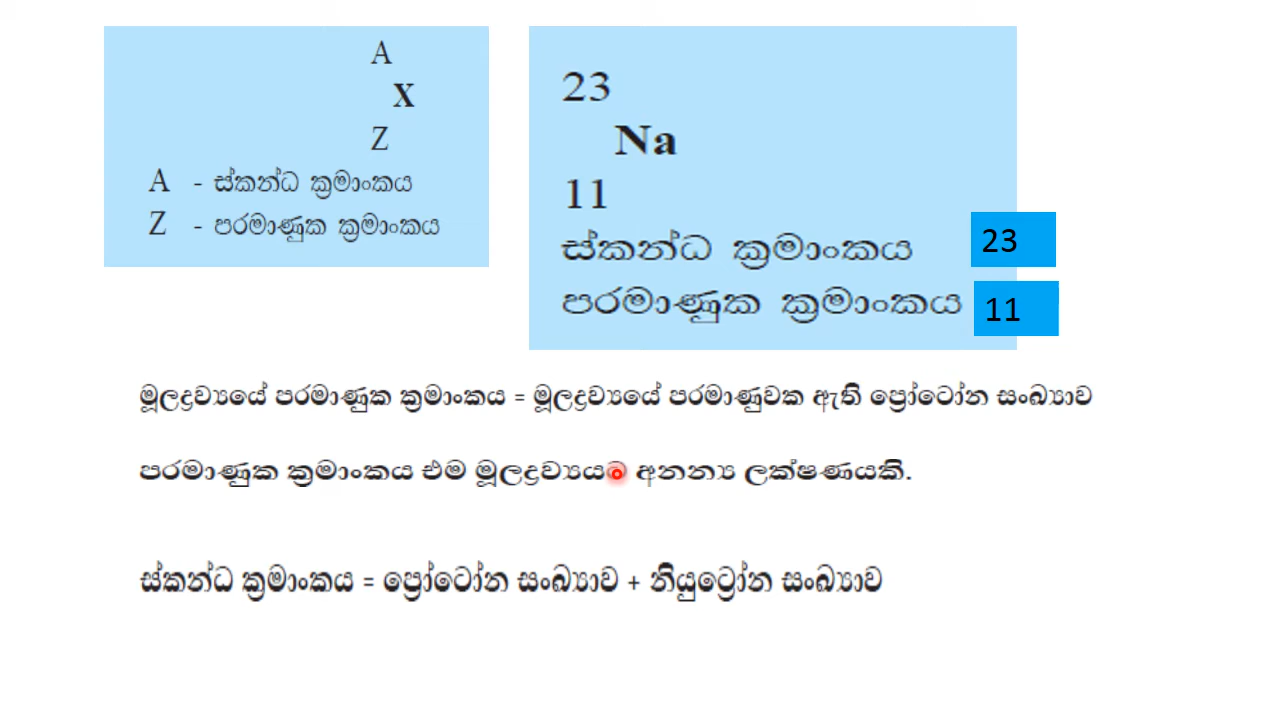 A
X
Z
A - ස්කන්ධ ක්‍රමාංකය
Z - පරමාණුක ක්‍රමාංකය
23
Na
11
ස්කන්ධ ක්‍රමාංකය 23
පරමාණුක ක්‍රමාංකය 11
මූලද්‍රව්‍යයේ පරමාණුක ක්‍රමාංකය = මූලද්‍රව්‍යයේ පරමාණුවක ඇති ප්‍රෝටෝන සංඛ්‍යාව
පරමාණුක ක්‍රමාංකය එම මූලද්‍රව්‍යයට අනන්‍ය ලක්ෂණයකි.
ස්කන්ධ ක්‍රමාංකය = ප්‍රෝටෝන සංඛ්‍යාව + නියුට්‍රෝන සංඛ්‍යාව